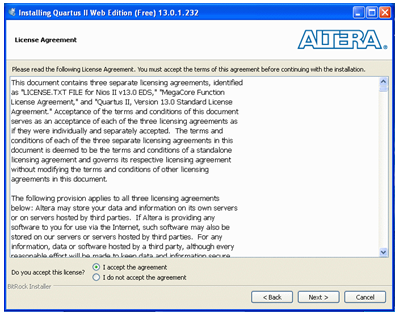 Installing Quartus II Web Edition (Free) 13.0.1.232
License Agreement
ALTERA
Please read the following License Agreement. You must accept the terms of this agreement before continuing with the installation.
This document contains three separate licensing agreements, identified
as "LICENSE.TXT FILE for Nios II v13.0 EDS," "MegaCore Function
License Agreement," and "Quartus II, Version 13.0 Standard License
Agreement." Acceptance of the terms and conditions of this document
serves as an acceptance of each of the three licensing agreements as
if they were individually and separately accepted. The terms and
conditions of each of the three separate licensing agreements in this
document is deemed to be the terms and conditions of a standalone
licensing agreement and governs its respective licensing agreement
without modifying the terms and conditions of other licensing
agreements in this document.
The following provision applies to all three licensing agreements
below: Altera may store your data and information on its own servers
or on servers hosted by third parties. If Altera is providing any
software to you for use via the Internet, such software may also be
stored on our servers or servers hosted by third parties. For any
information, data or software hosted by a third party, although every
reasonable effort will be made to keep data and information secure
Do you accept this license?
I accept the agreement
I do not accept the agreement
BitRock Installer
< Back
Next >
Cancel